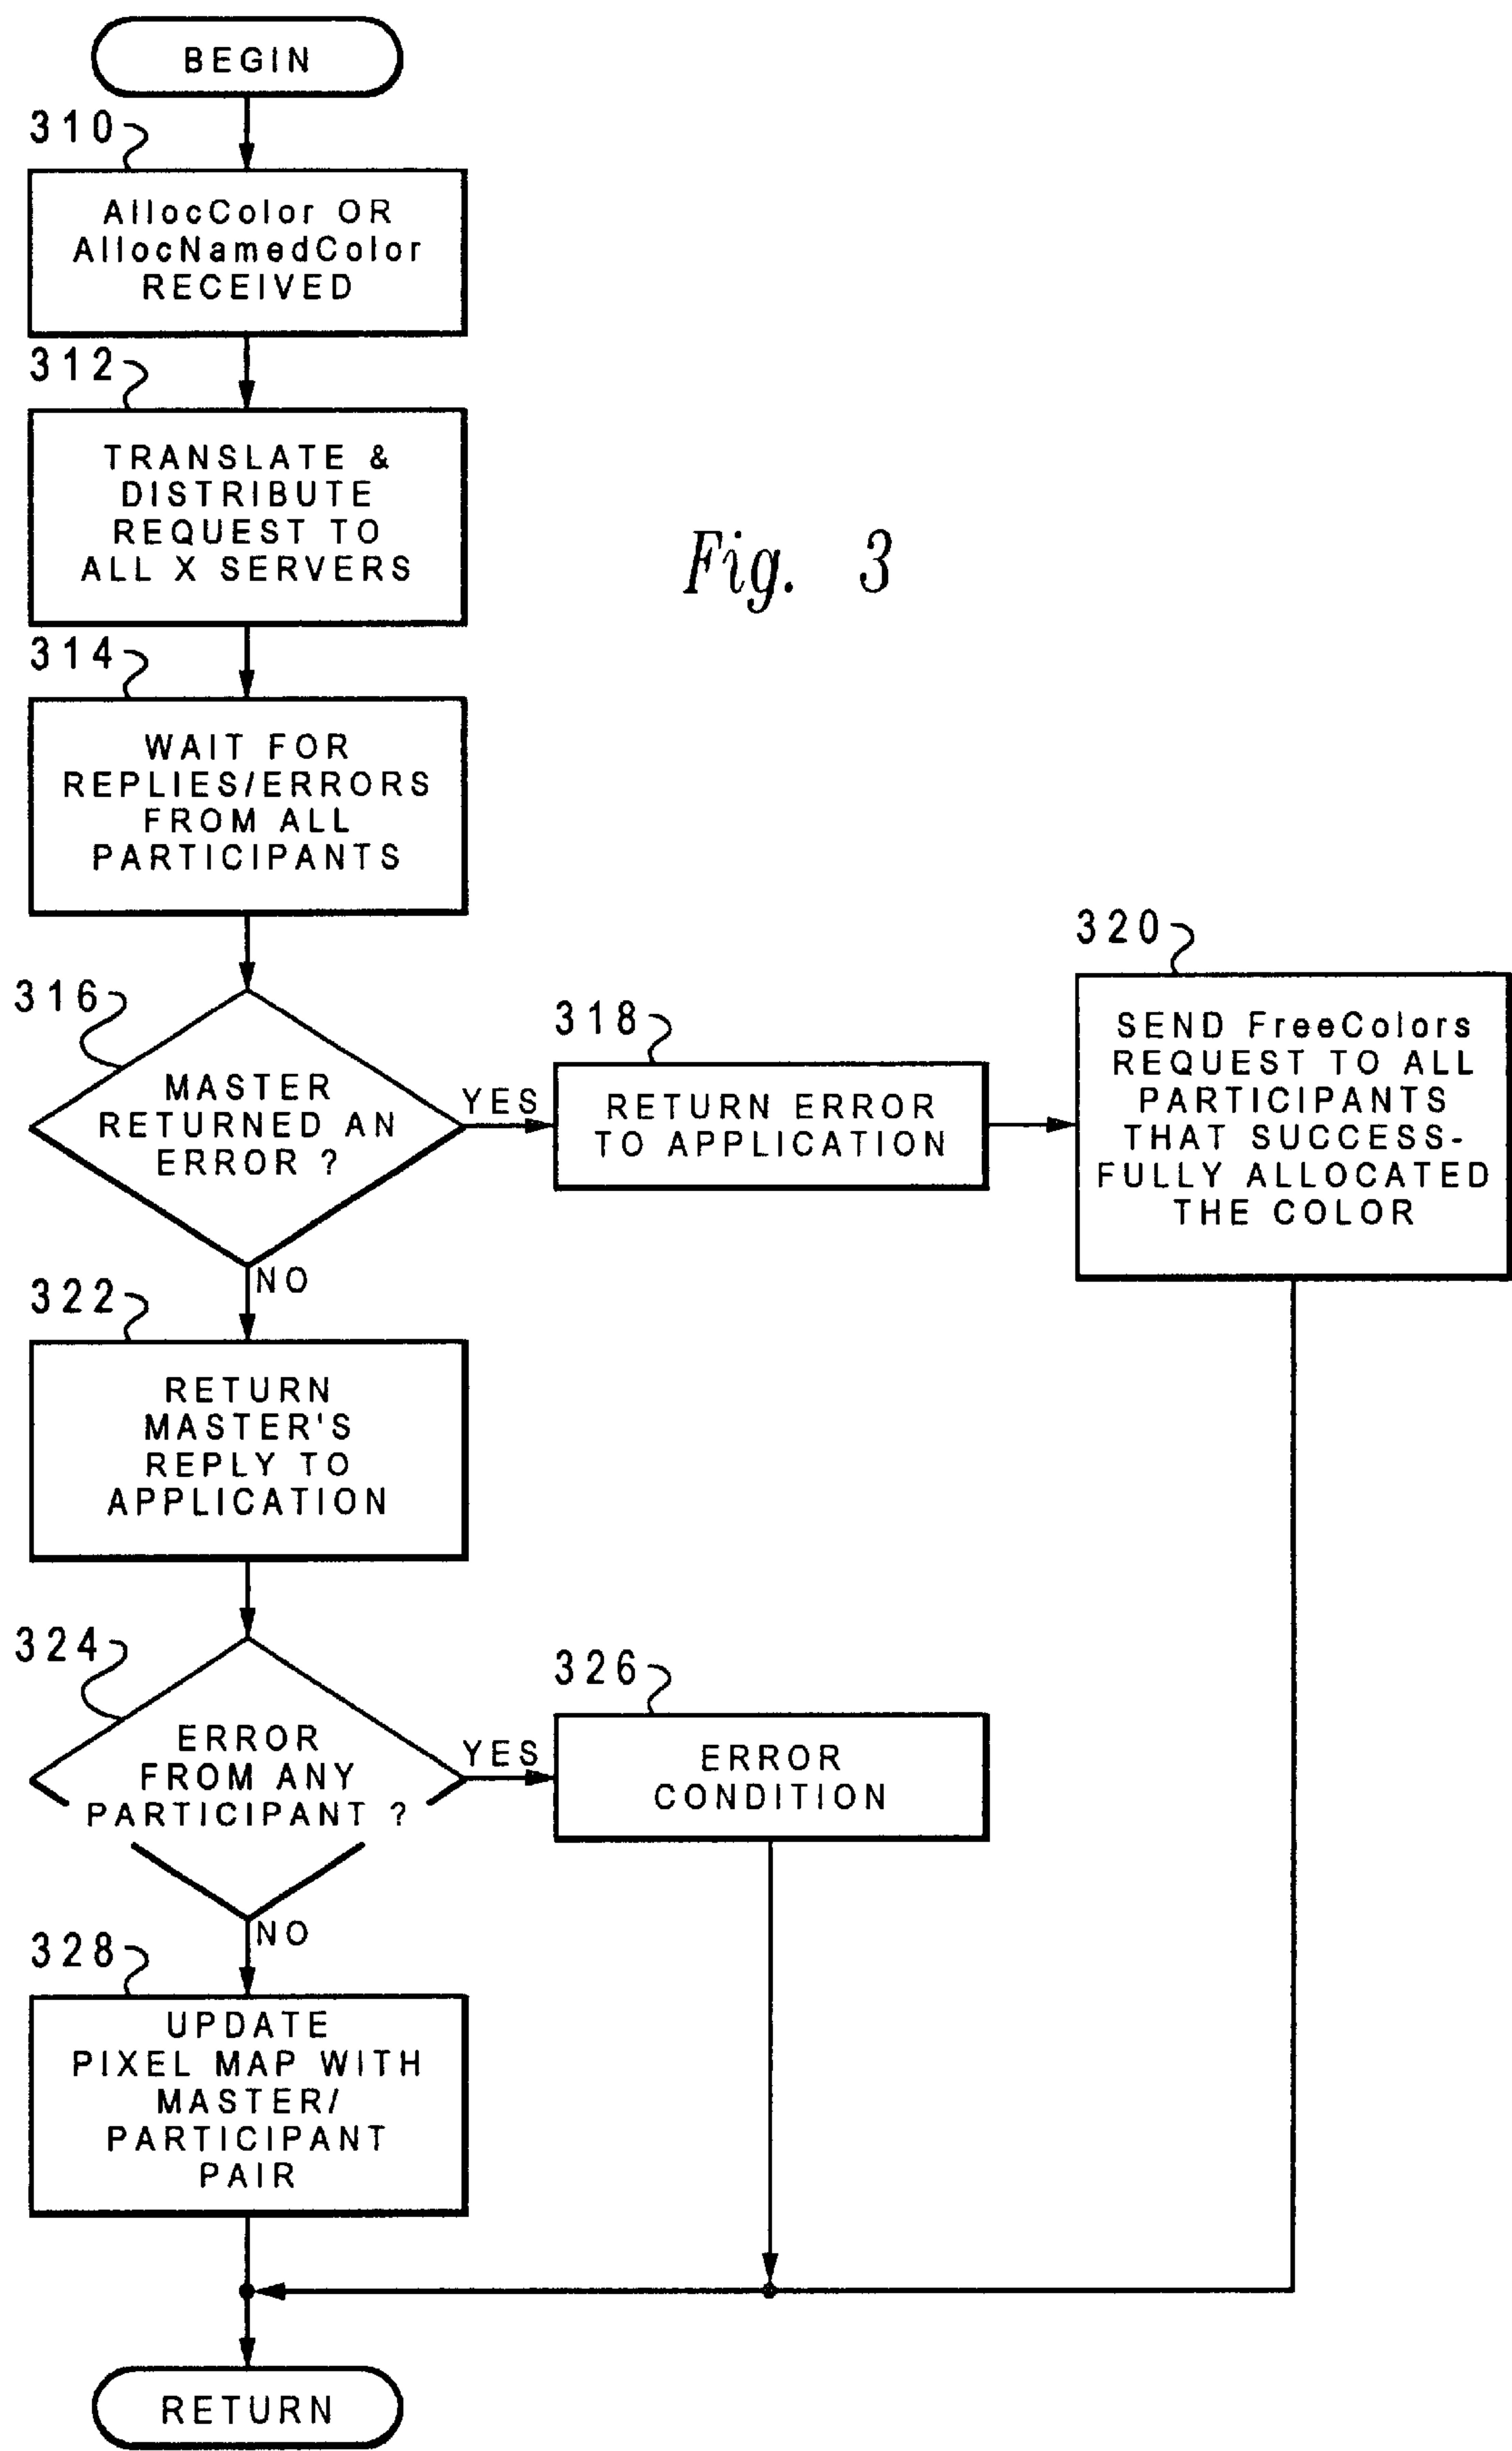 BEGIN
310
AllocColor OR
AllocNamedColor
RECEIVED
312
TRANSLATE &
DISTRIBUTE
REQUEST TO
ALL X SERVERS
Fig. 3
314
WAIT FOR
REPLIES/ERRORS
FROM ALL
PARTICIPANTS
316
MASTER
RETURNED AN
ERROR ?
YES
318
RETURN ERROR
TO APPLICATION
320
SEND FreeColors
REQUEST TO ALL
PARTICIPANTS
THAT SUCCESS-
FULLY ALLOCATED
THE COLOR
NO
322
RETURN
MASTER'S
REPLY TO
APPLICATION
324
ERROR
FROM ANY
PARTICIPANT ?
YES
326
ERROR
CONDITION
NO
328
UPDATE
PIXEL MAP WITH
MASTER/
PARTICIPANT
PAIR
RETURN